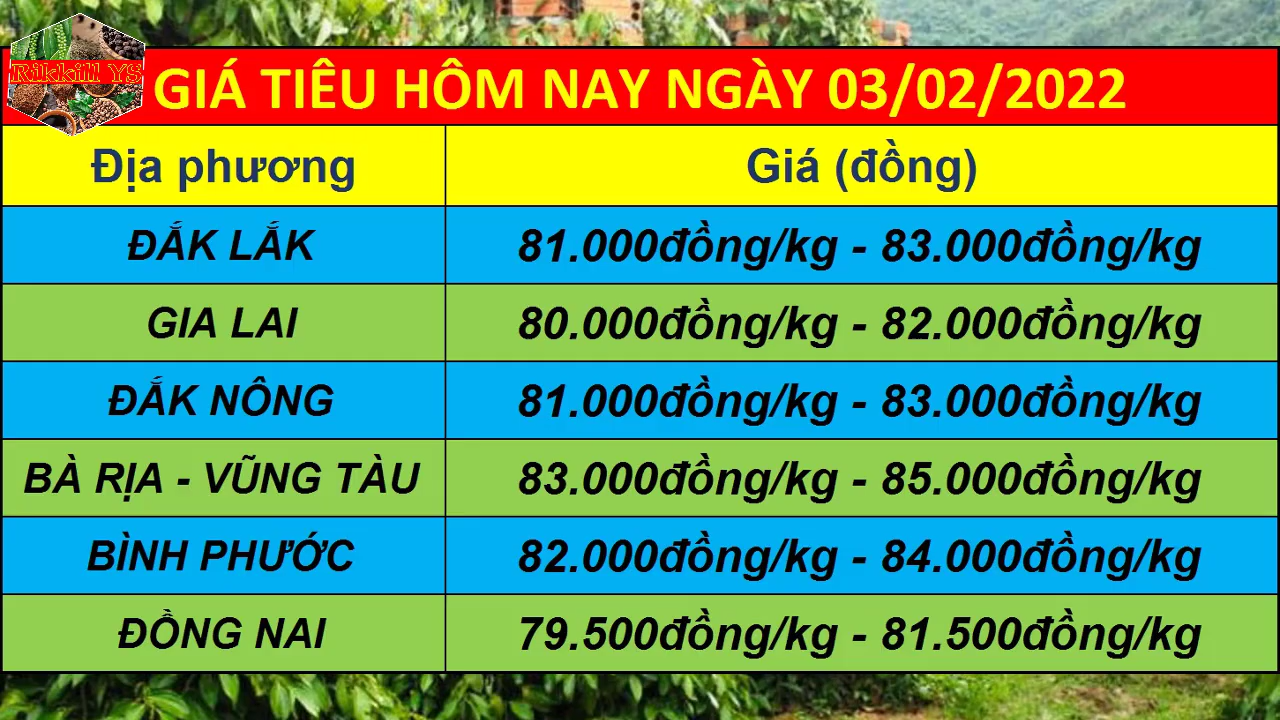 Rikkill YS
GIÁ TIÊU HÔM NAY NGÀY 03/02/2022
Địa phương Giá (đồng)
ĐẮK LẮK 81.000đồng/kg - 83.000đồng/kg
GIA LAI 80.000đồng/kg - 82.000đồng/kg
ĐẮK NÔNG 81.000đồng/kg - 83.000đồng/kg
BÀ RỊA - VŨNG TÀU 83.000đồng/kg - 85.000đồng/kg
BÌNH PHƯỚC 82.000đồng/kg - 84.000đồng/kg
ĐỒNG NAI 79.500đồng/kg - 81.500đồng/kg